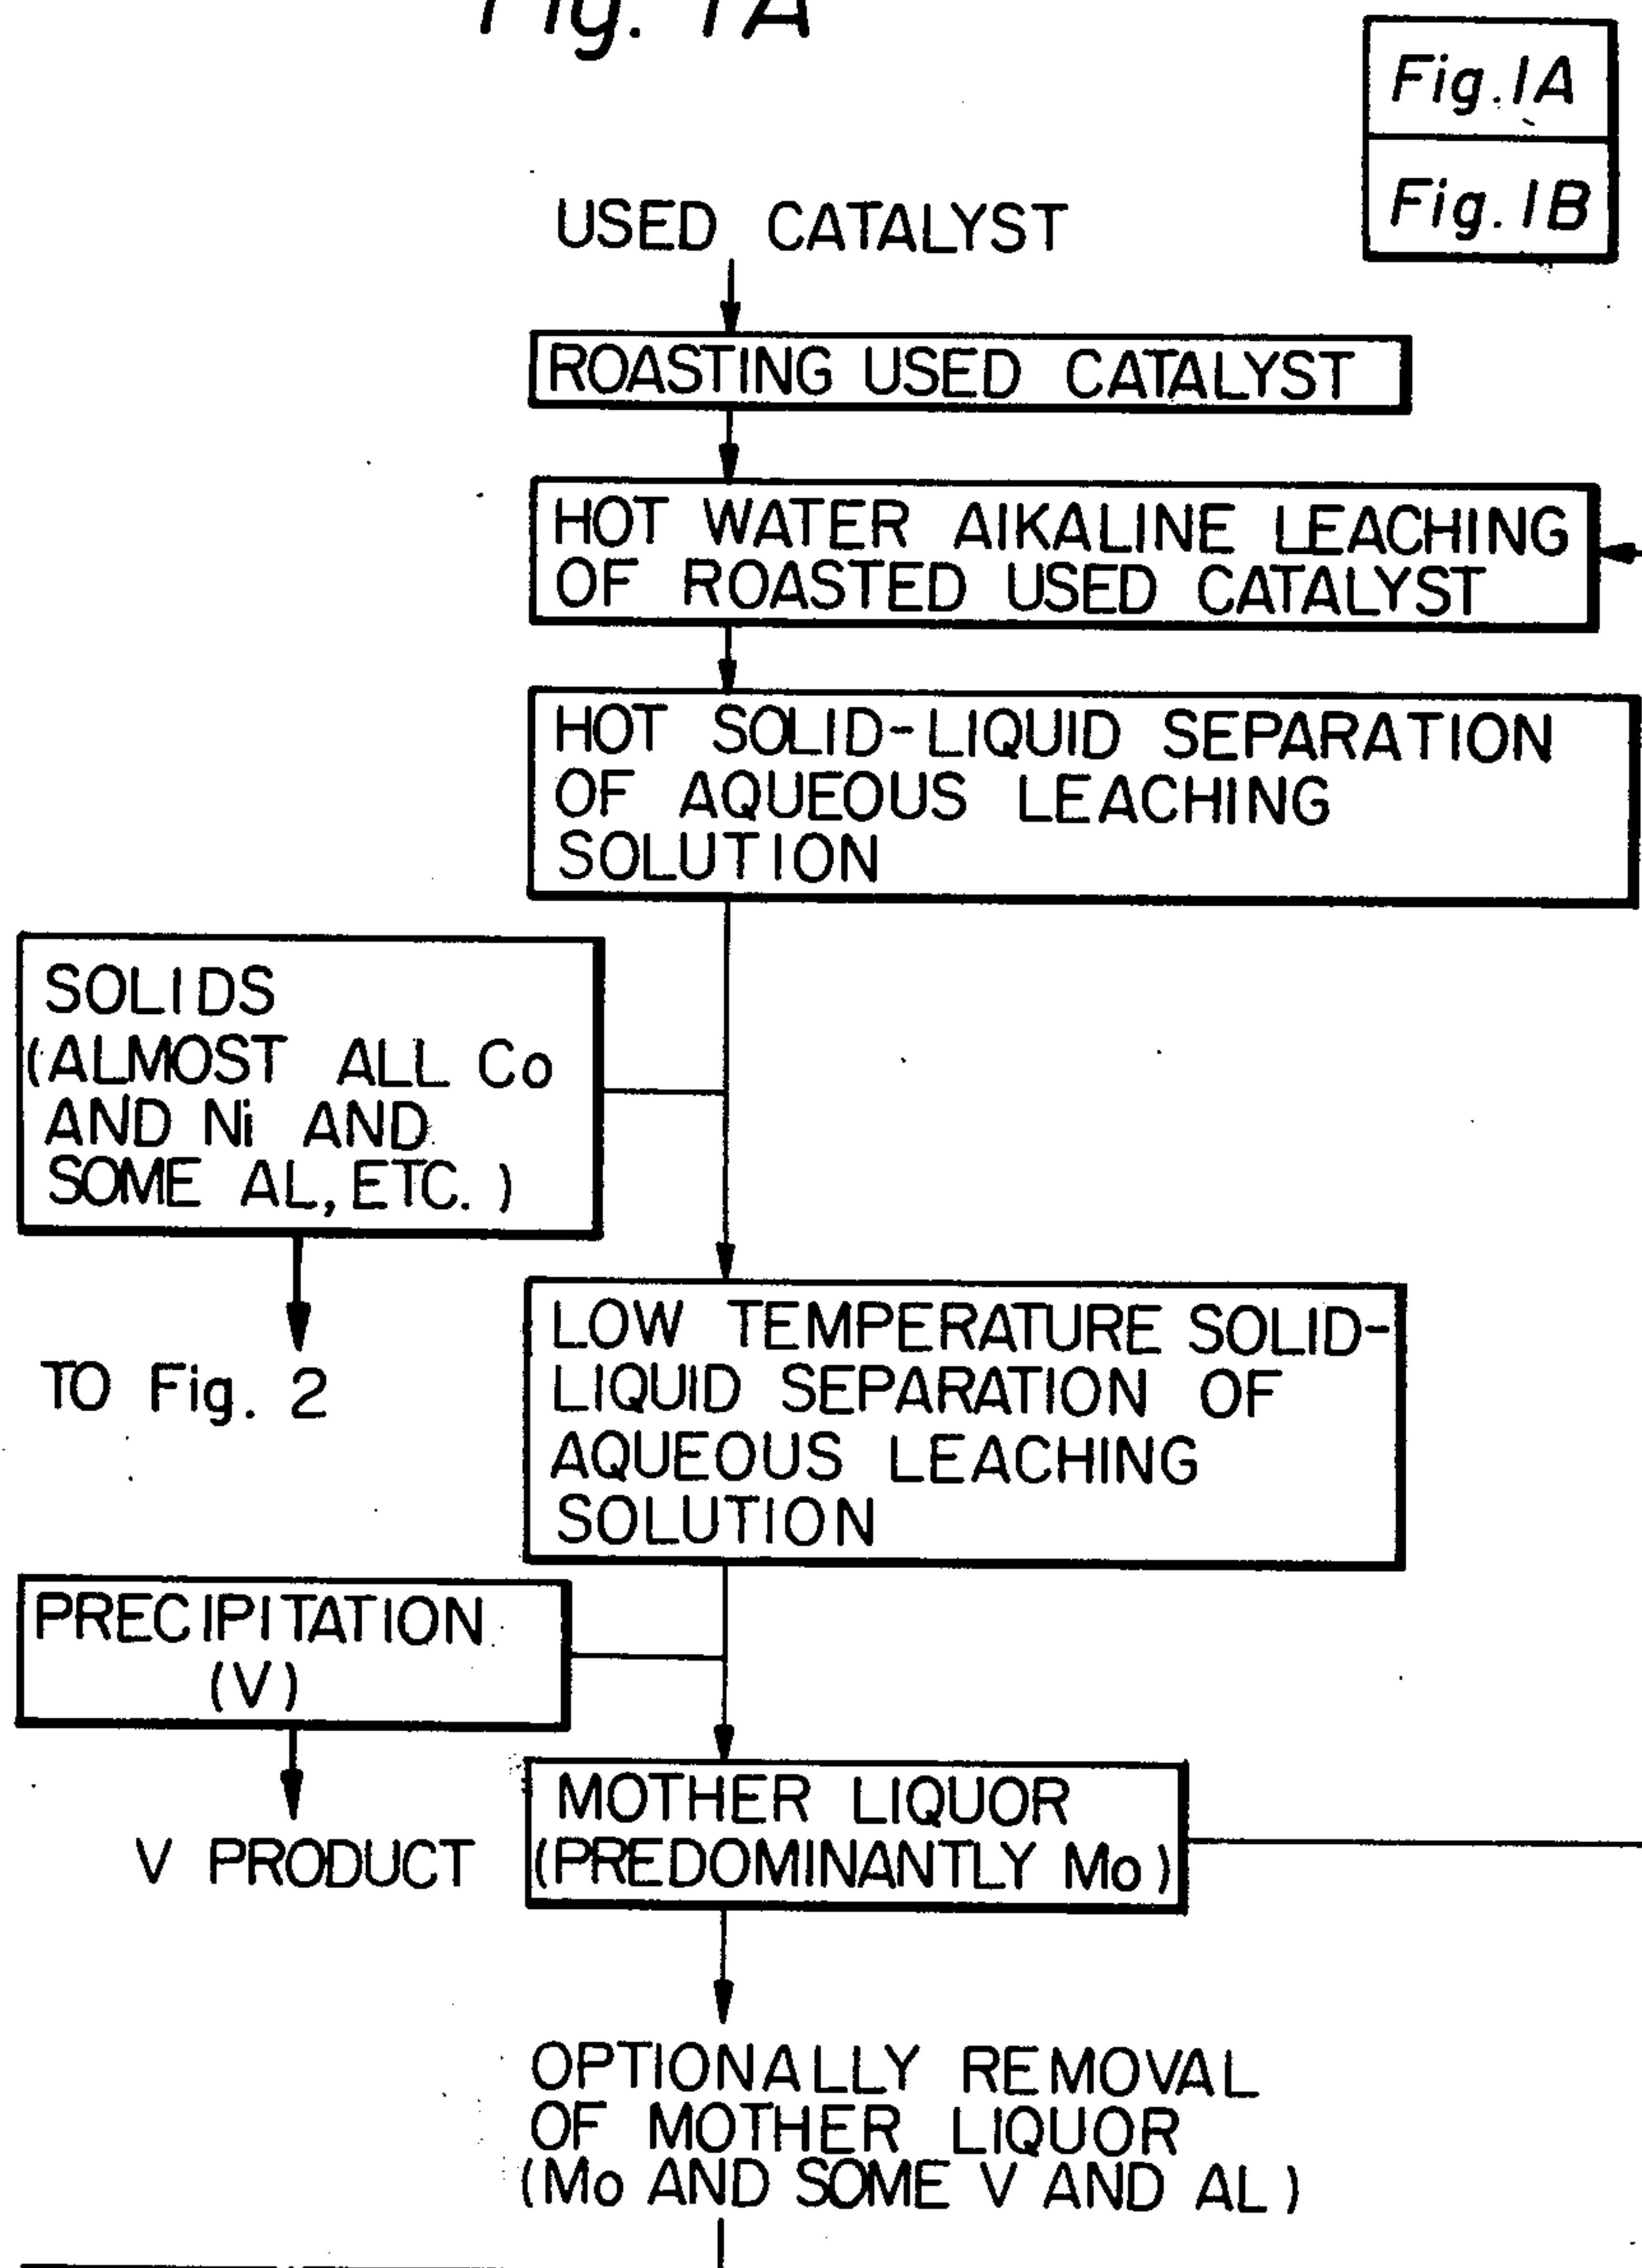 Fig. 1A
Fig. 1A
Fig. 1B
USED CATALYST
ROASTING USED CATALYST
HOT WATER AIKALINE LEACHING
OF ROASTED USED CATALYST
HOT SOLID-LIQUID SEPARATION
OF AQUEOUS LEACHING
SOLUTION
SOLIDS
(ALMOST ALL Co
AND Ni AND
SOME AL, ETC.)
TO Fig. 2
LOW TEMPERATURE SOLID-
LIQUID SEPARATION OF
AQUEOUS LEACHING
SOLUTION
PRECIPITATION
(V)
V PRODUCT
MOTHER LIQUOR
(PREDOMINANTLY Mo)
OPTIONALLY REMOVAL
OF MOTHER LIQUOR
(Mo AND SOME V AND AL)